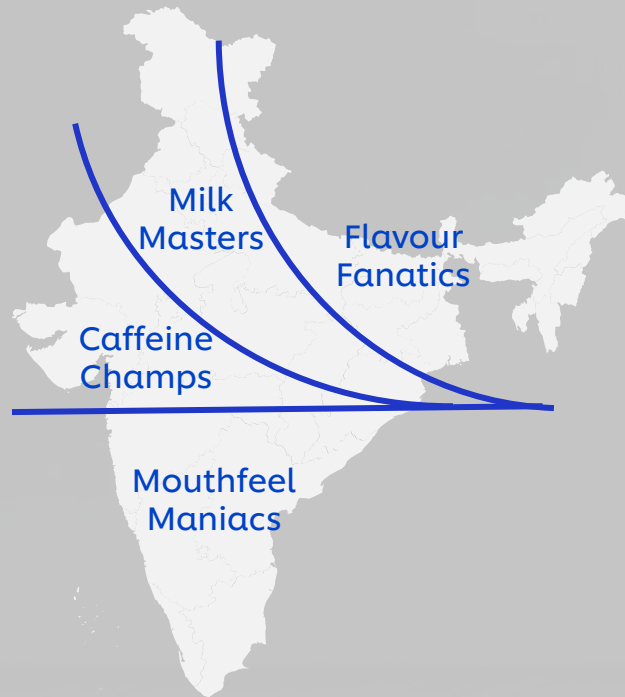 Milk
Masters
Flavour
Fanatics
Caffeine
Champs
Mouthfeel
Maniacs